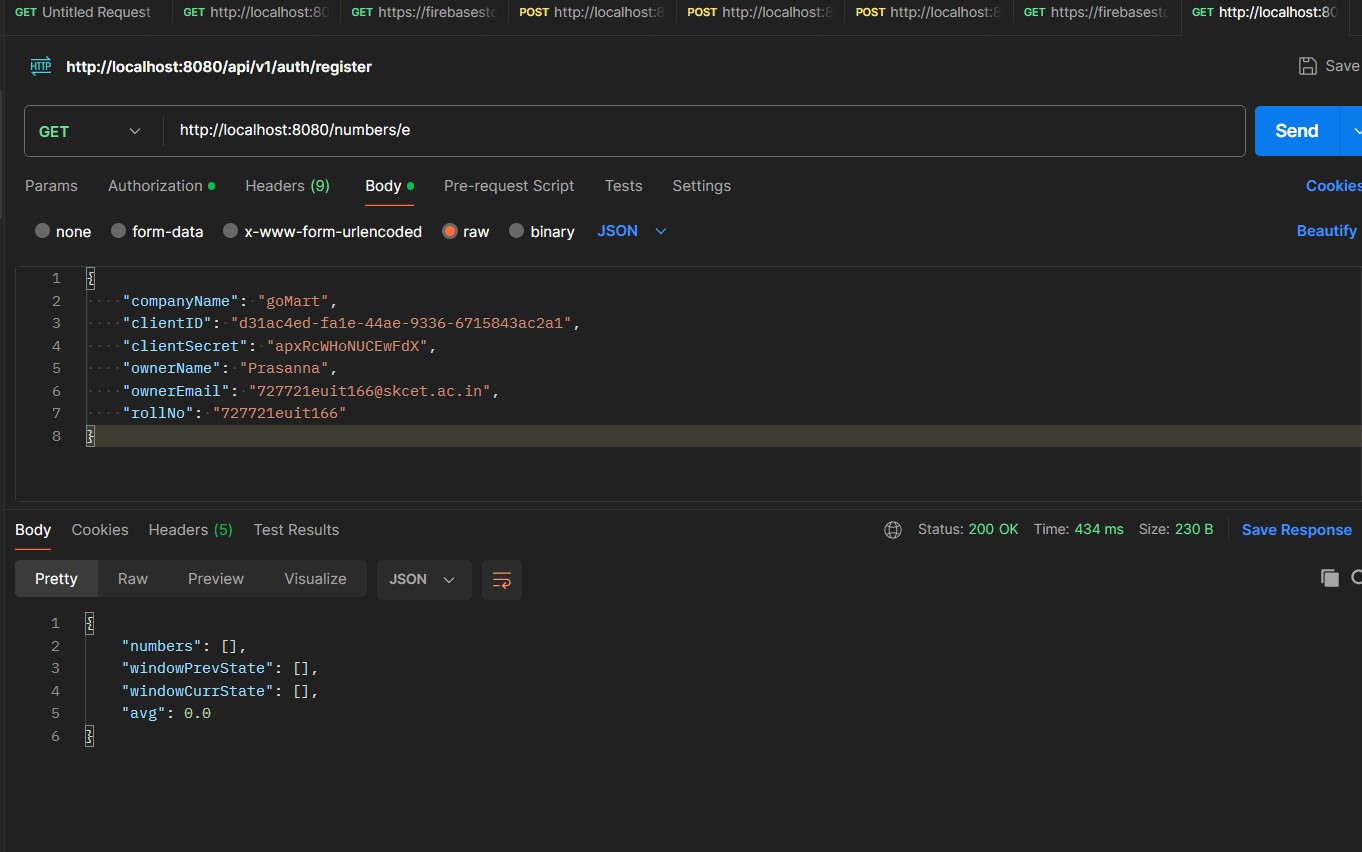 GET Untitled Request GET http://localhost:80 GET https://firebasesto POST http://localhost:8 POST http://localhost:8 POST http://localhost:8 GET https://firebasesto GET http://localhost:80
HTTP http://localhost:8080/api/v1/auth/register Save
GET http://localhost:8080/numbers/e Send
Params Authorization Headers (9) Body Pre-request Script Tests Settings Cookies
none form-data x-www-form-urlencoded raw binary JSON Beautify
1 {
2 "companyName": "goMart",
3 "clientID": "d31ac4ed-fa1e-44ae-9336-6715843ac2a1",
4 "clientSecret": "apxRcWHoNUCEwFdX",
5 "ownerName": "Prasanna",
6 "ownerEmail": "727721euit166@skcet.ac.in",
7 "rollNo": "727721euit166"
8 }
Body Cookies Headers (5) Test Results Status: 200 OK Time: 434 ms Size: 230 B Save Response
Pretty Raw Preview Visualize JSON
1 {
2 "numbers": [],
3 "windowPrevState": [],
4 "windowCurrState": [],
5 "avg": 0.0
6 }